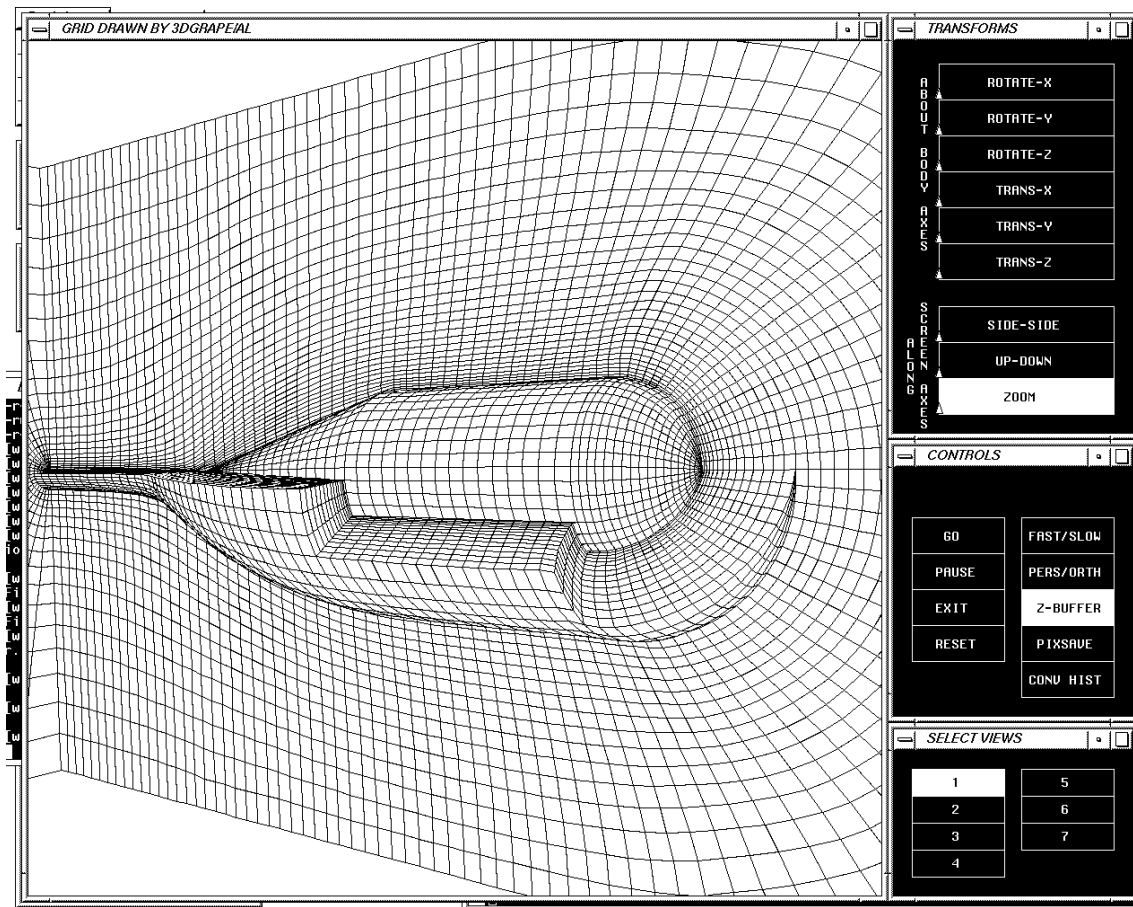 GRID DRAWN BY 3DGRAPE/AL
TRANSFORMS
ABOUT BODY AXES
ROTATE-X
ROTATE-Y
ROTATE-Z
TRANS-X
TRANS-Y
TRANS-Z
ALONG
SCREEN AXES
SIDE-SIDE
UP-DOWN
ZOOM
CONTROLS
GO
FAST/SLOW
PAUSE
PERS/ORTH
EXIT
Z-BUFFER
RESET
PIXSAVE
CONV HIST
SELECT VIEWS
1
5
2
6
3
7
4